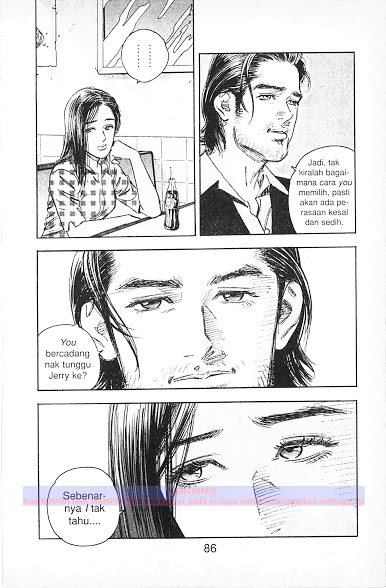 ......
Jadi, tak
kiralah bagai-
mana cara you
memilih, pasti
akan ada pe-
rasaan kesal
dan sedih.
You
bercadang
nak tunggu
Jerry ke?
Sebenar-
nya I tak
tahu....
86